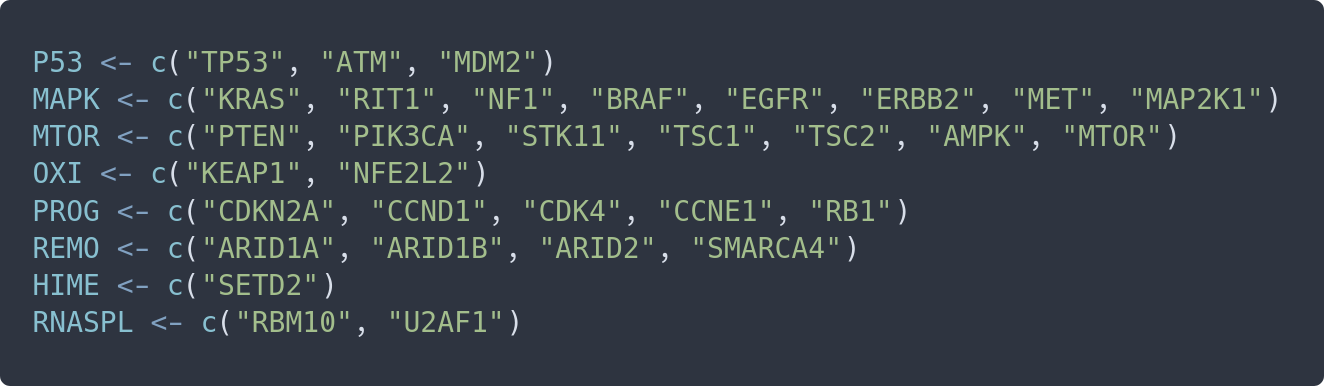 P53 <- c("TP53", "ATM", "MDM2")
MAPK <- c("KRAS", "RIT1", "NF1", "BRAF", "EGFR", "ERBB2", "MET", "MAP2K1")
MTOR <- c("PTEN", "PIK3CA", "STK11", "TSC1", "TSC2", "AMPK", "MTOR")
OXI <- c("KEAP1", "NFE2L2")
PROG <- c("CDKN2A", "CCND1", "CDK4", "CCNE1", "RB1")
REMO <- c("ARID1A", "ARID1B", "ARID2", "SMARCA4")
HIME <- c("SETD2")
RNASPL <- c("RBM10", "U2AF1")